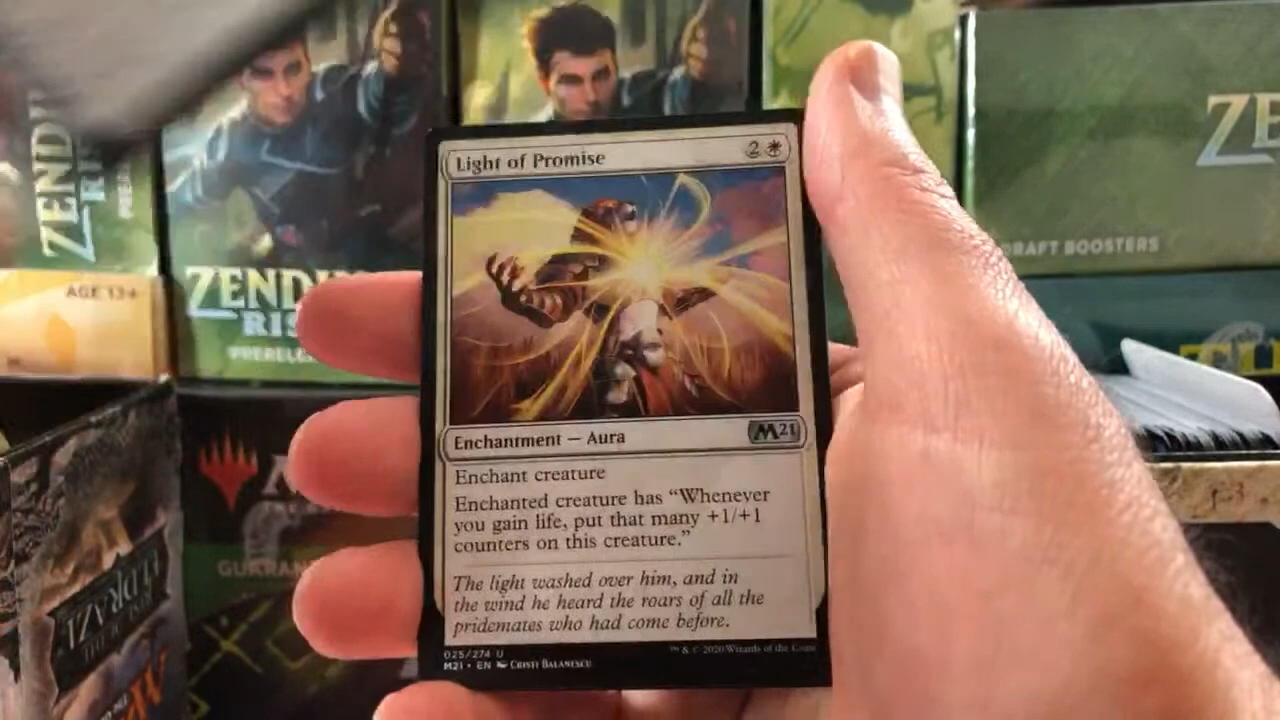 Light of Promise
2
Enchantment — Aura
M21
Enchant creature
Enchanted creature has “Whenever
you gain life, put that many +1/+1
counters on this creature.”
The light washed over him, and in
the wind he heard the roars of all the
pridemates who had come before.
025/274 U
M21 • EN CRISTI BALANESCU
™ & © 2020 Wizards of the Coast
AGE 13+
DRAFT BOOSTERS